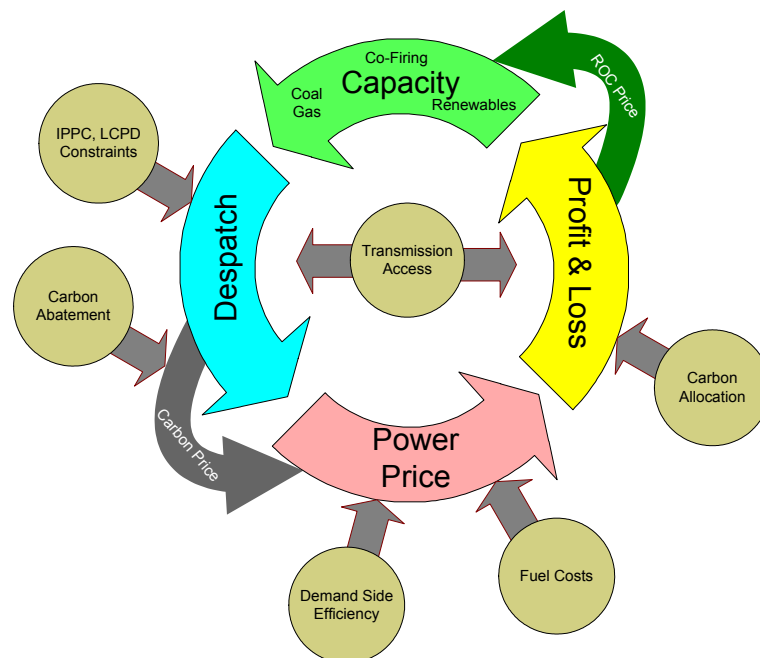 Co-Firing
Capacity
Coal
Gas
Renewables
ROC Price
IPPC, LCPD
Constraints
Despatch
Transmission
Access
Profit & Loss
Carbon
Abatement
Carbon Price
Carbon
Allocation
Power
Price
Demand Side
Efficiency
Fuel Costs